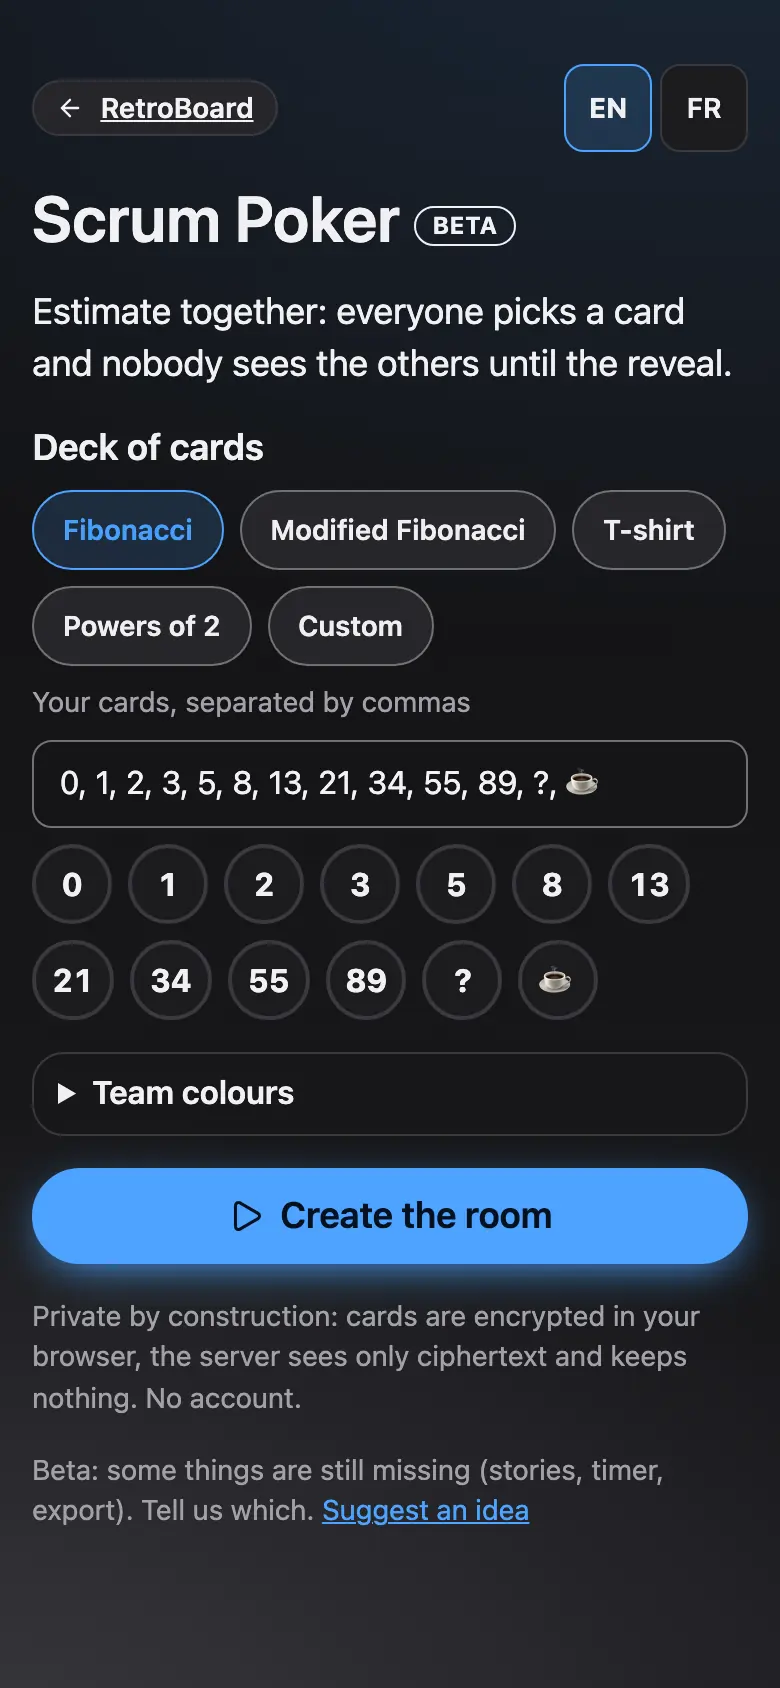 RetroBoard
EN
FR
Scrum Poker BETA
Estimate together: everyone picks a card
and nobody sees the others until the reveal.
Deck of cards
Fibonacci
Modified Fibonacci
T-shirt
Powers of 2
Custom
Your cards, separated by commas
0, 1, 2, 3, 5, 8, 13, 21, 34, 55, 89, ?, ☕
0 1 2 3 5 8 13
21 34 55 89 ? ☕
Team colours
Create the room
Private by construction: cards are encrypted in your
browser, the server sees only ciphertext and keeps
nothing. No account.
Beta: some things are still missing (stories, timer,
export). Tell us which. Suggest an idea